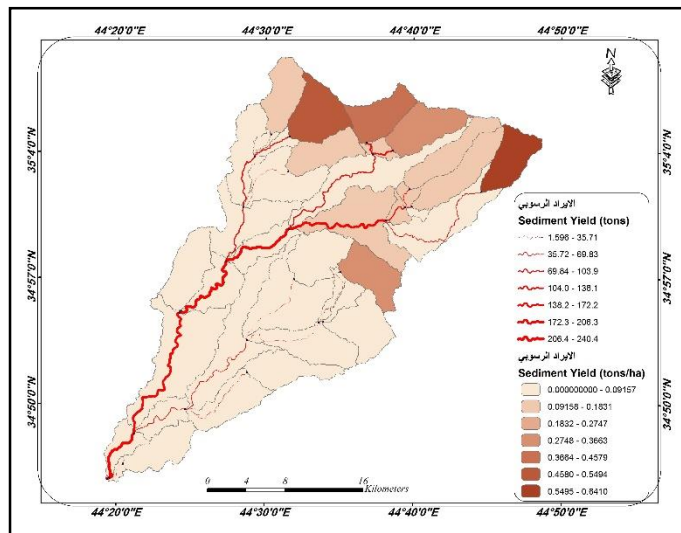 44°20'0"E 44°30'0"E 44°40'0"E 44°50'0"E
N
35°4'0"N 35°4'0"N
34°57'0"N 34°57'0"N
34°50'0"N 34°50'0"N
الايراد الرسوبي
Sediment Yield (tons)
1.596 - 35.71
35.72 - 69.83
69.84 - 103.9
104.0 - 138.1
138.2 - 172.2
172.3 - 206.3
206.4 - 240.4
الايراد الرسوبي
Sediment Yield (tons/ha)
0.000000000 - 0.09157
0.09158 - 0.1831
0.1832 - 0.2747
0.2748 - 0.3663
0.3664 - 0.4579
0.4580 - 0.5494
0.5495 - 0.6410
0 4 8 16
Kilometers
44°20'0"E 44°30'0"E 44°40'0"E 44°50'0"E